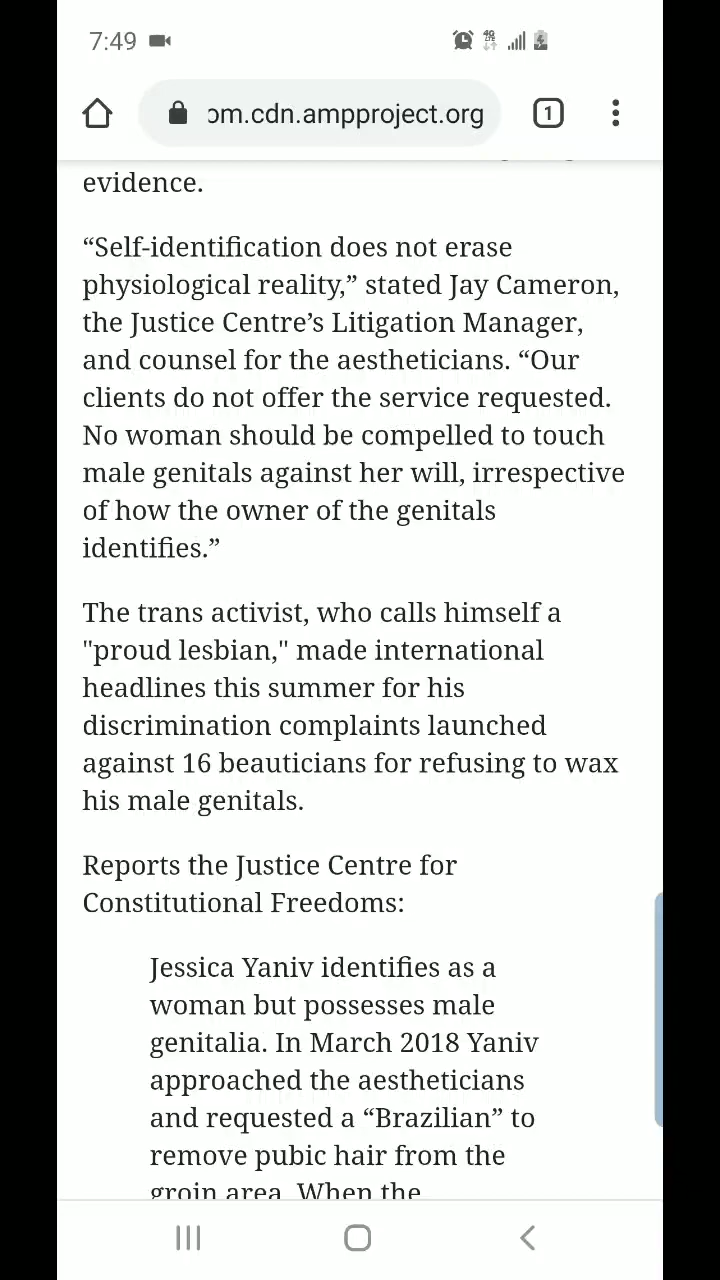 7:49
om.cdn.ampproject.org
1
evidence.
“Self-identification does not erase
physiological reality,” stated Jay Cameron,
the Justice Centre’s Litigation Manager,
and counsel for the aestheticians. “Our
clients do not offer the service requested.
No woman should be compelled to touch
male genitals against her will, irrespective
of how the owner of the genitals
identifies.”
The trans activist, who calls himself a
"proud lesbian," made international
headlines this summer for his
discrimination complaints launched
against 16 beauticians for refusing to wax
his male genitals.
Reports the Justice Centre for
Constitutional Freedoms:
Jessica Yaniv identifies as a
woman but possesses male
genitalia. In March 2018 Yaniv
approached the aestheticians
and requested a “Brazilian” to
remove pubic hair from the
groin area. When the